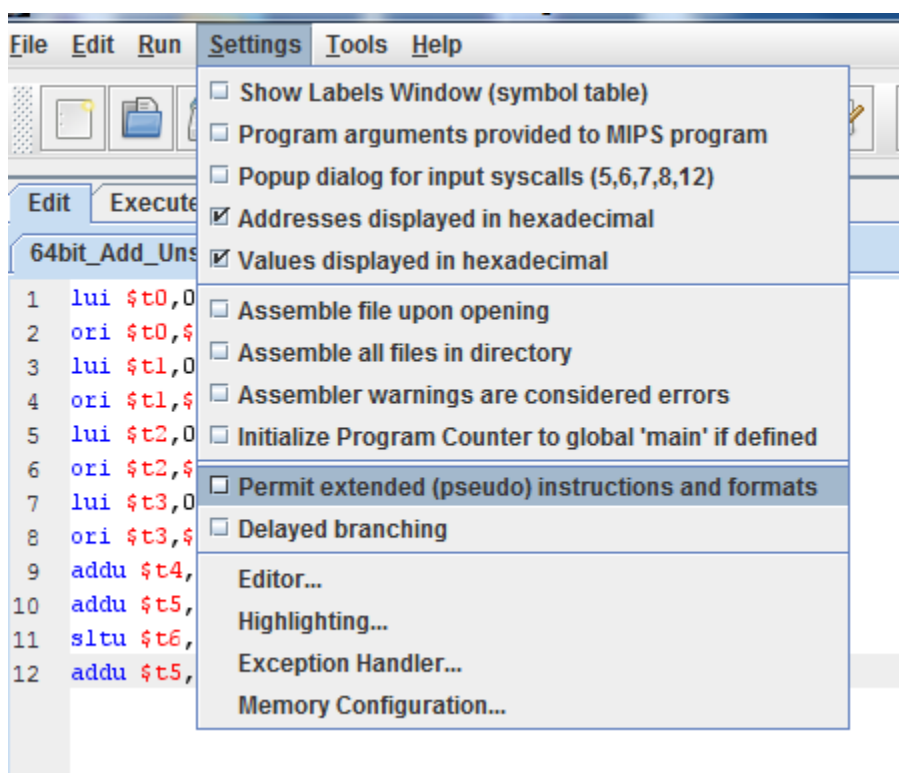 File Edit Run Settings Tools Help
Show Labels Window (symbol table)
Program arguments provided to MIPS program
Popup dialog for input syscalls (5,6,7,8,12)
Addresses displayed in hexadecimal
Values displayed in hexadecimal
Assemble file upon opening
Assemble all files in directory
Assembler warnings are considered errors
Initialize Program Counter to global 'main' if defined
Permit extended (pseudo) instructions and formats
Delayed branching
Editor...
Highlighting...
Exception Handler...
Memory Configuration...
Edit Execute
64bit_Add_Uns
1 lui $t0,0
2 ori $t0,$
3 lui $t1,0
4 ori $t1,$
5 lui $t2,0
6 ori $t2,$
7 lui $t3,0
8 ori $t3,$
9 addu $t4,
10 addu $t5,
11 sltu $t6,
12 addu $t5,